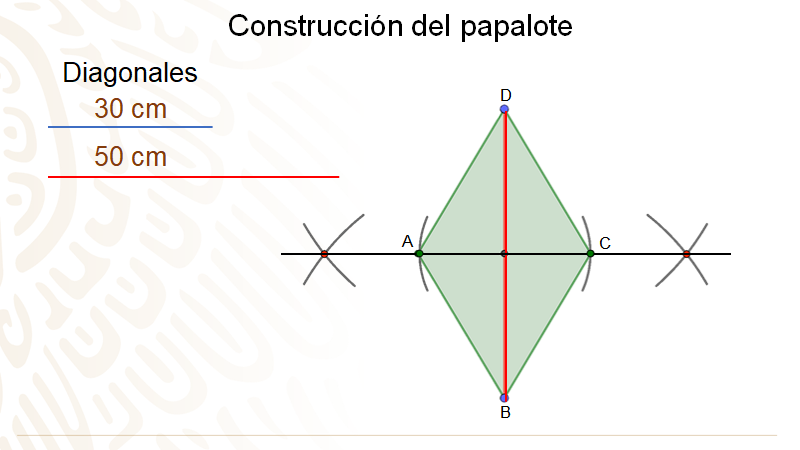 Construcción del papalote
Diagonales
30 cm
50 cm
D
A
C
B